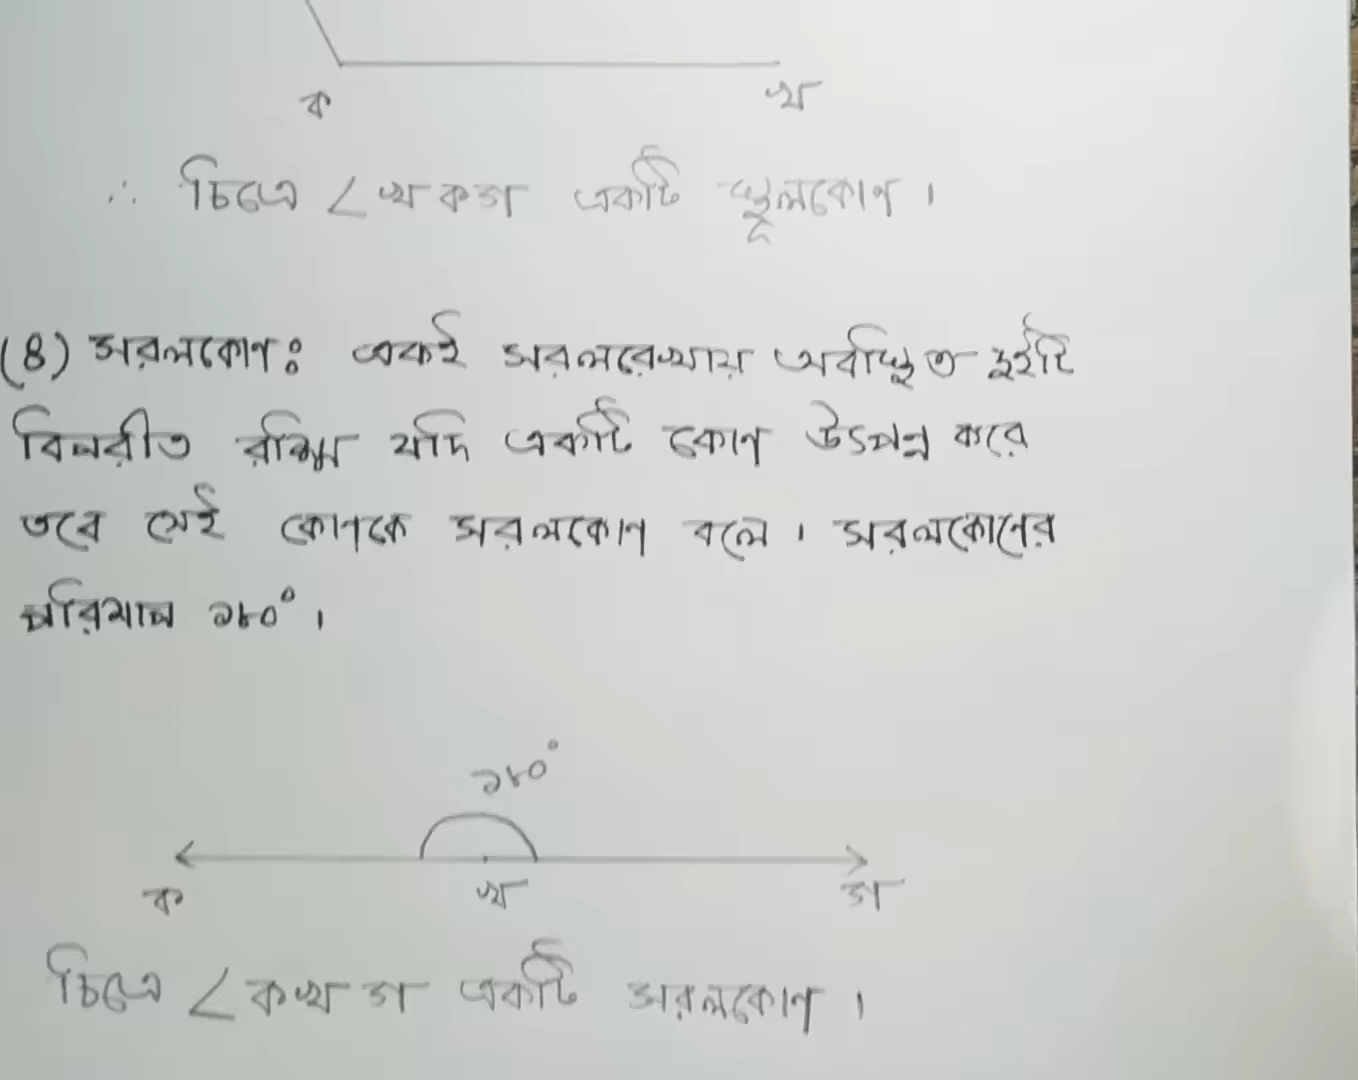 ক খ
∴ চিত্রে ∠খকগ একটি স্থূলকোণ।
(৪) সরলকোণঃ একই সরলরেখায় অবস্থিত দুইটি
বিপরীত রশ্মি যদি একটি কোণ উৎপন্ন করে
তবে সেই কোণকে সরলকোণ বলে। সরলকোনের
পরিমাপ ১৮০°।
১৮০°
ক খ গ
চিত্রে ∠কখগ একটি সরলকোণ।